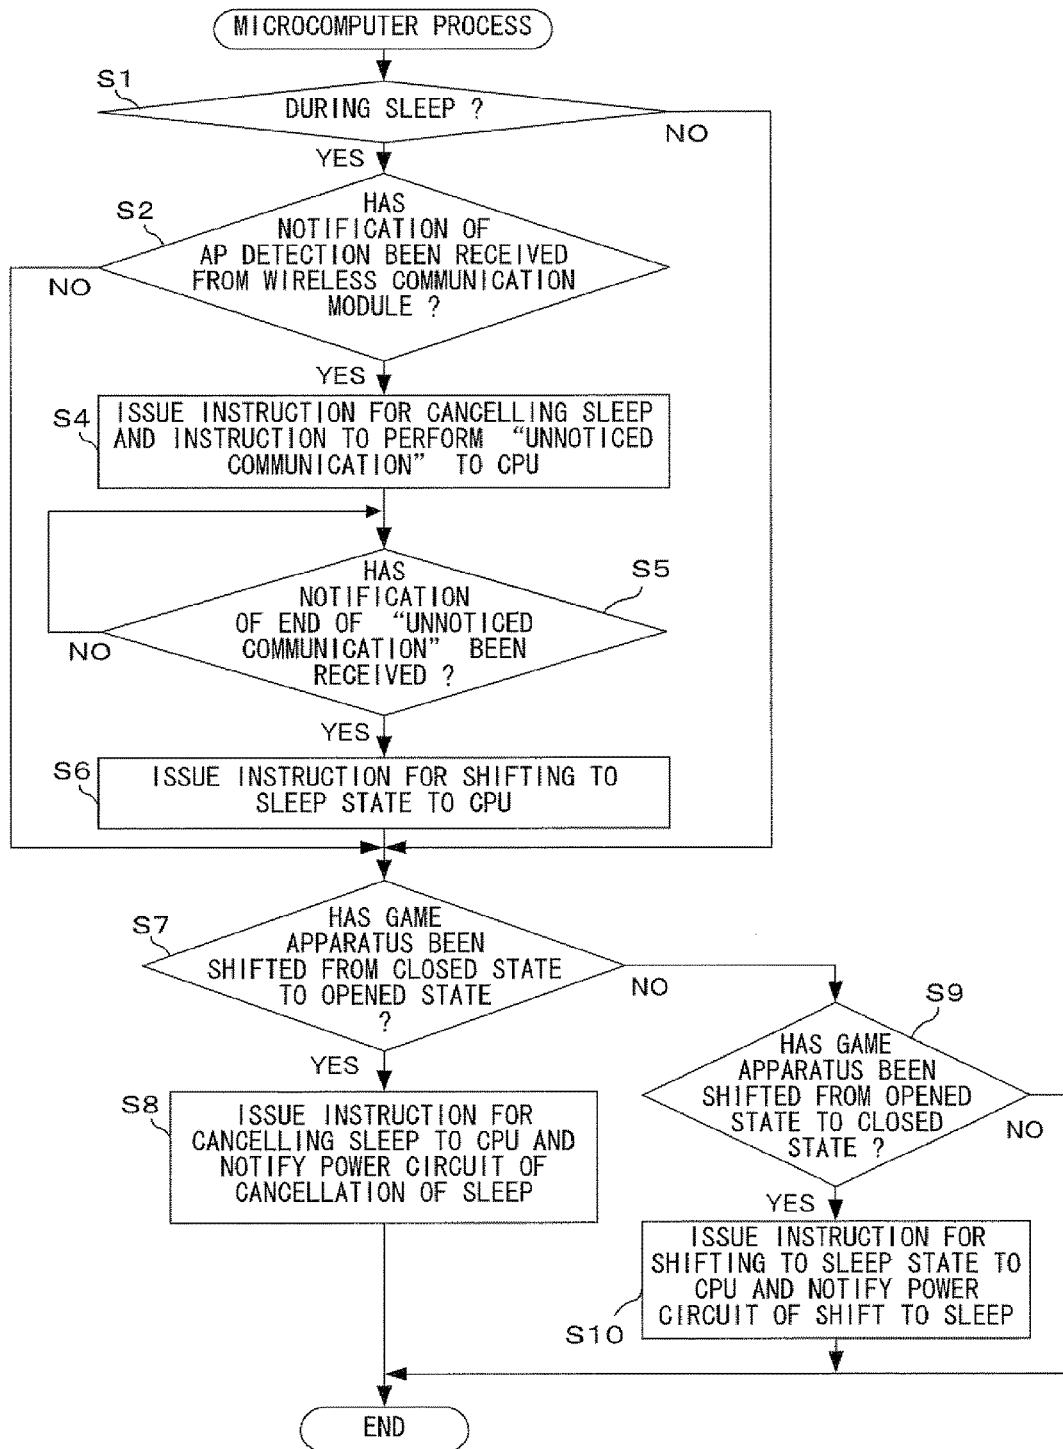 MICROCOMPUTER PROCESS
S1
DURING SLEEP ?
NO
YES
S2
HAS
NOTIFICATION OF
AP DETECTION BEEN RECEIVED
FROM WIRELESS COMMUNICATION
MODULE ?
NO
YES
S4
ISSUE INSTRUCTION FOR CANCELLING SLEEP
AND INSTRUCTION TO PERFORM “UNNOTICED
COMMUNICATION” TO CPU
S5
HAS
NOTIFICATION
OF END OF “UNNOTICED
COMMUNICATION” BEEN
RECEIVED ?
NO
YES
S6
ISSUE INSTRUCTION FOR SHIFTING TO
SLEEP STATE TO CPU
S7
HAS GAME
APPARATUS BEEN
SHIFTED FROM CLOSED STATE
TO OPENED STATE
?
NO
YES
S8
ISSUE INSTRUCTION FOR
CANCELLING SLEEP TO CPU AND
NOTIFY POWER CIRCUIT OF
CANCELLATION OF SLEEP
S9
HAS GAME
APPARATUS BEEN
SHIFTED FROM OPENED
STATE TO CLOSED
STATE ?
NO
YES
S10
ISSUE INSTRUCTION FOR
SHIFTING TO SLEEP STATE TO
CPU AND NOTIFY POWER
CIRCUIT OF SHIFT TO SLEEP
END